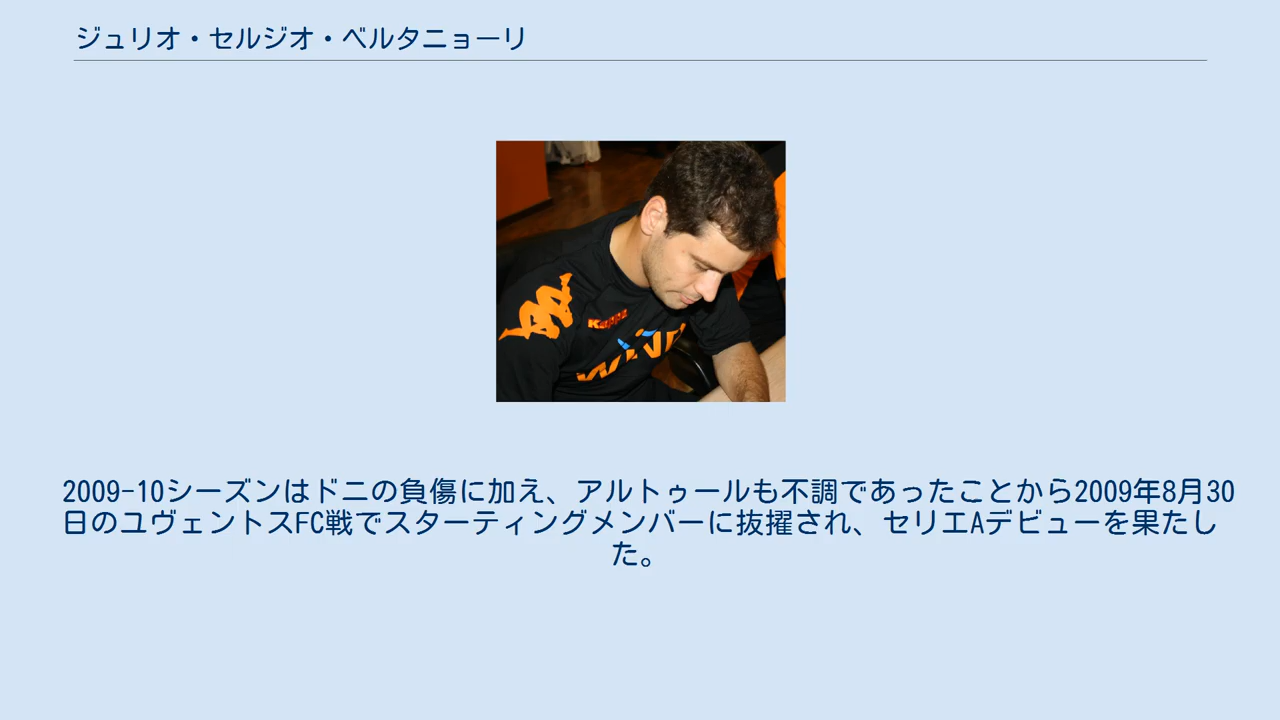 ジュリオ・セルジオ・ベルタニョーリ
Kappa
WIND
2009-10シーズンはドニの負傷に加え、アルトゥールも不調であったことから2009年8月30
日のユヴェントスFC戦でスターティングメンバーに抜擢され、セリエAデビューを果たし
た。